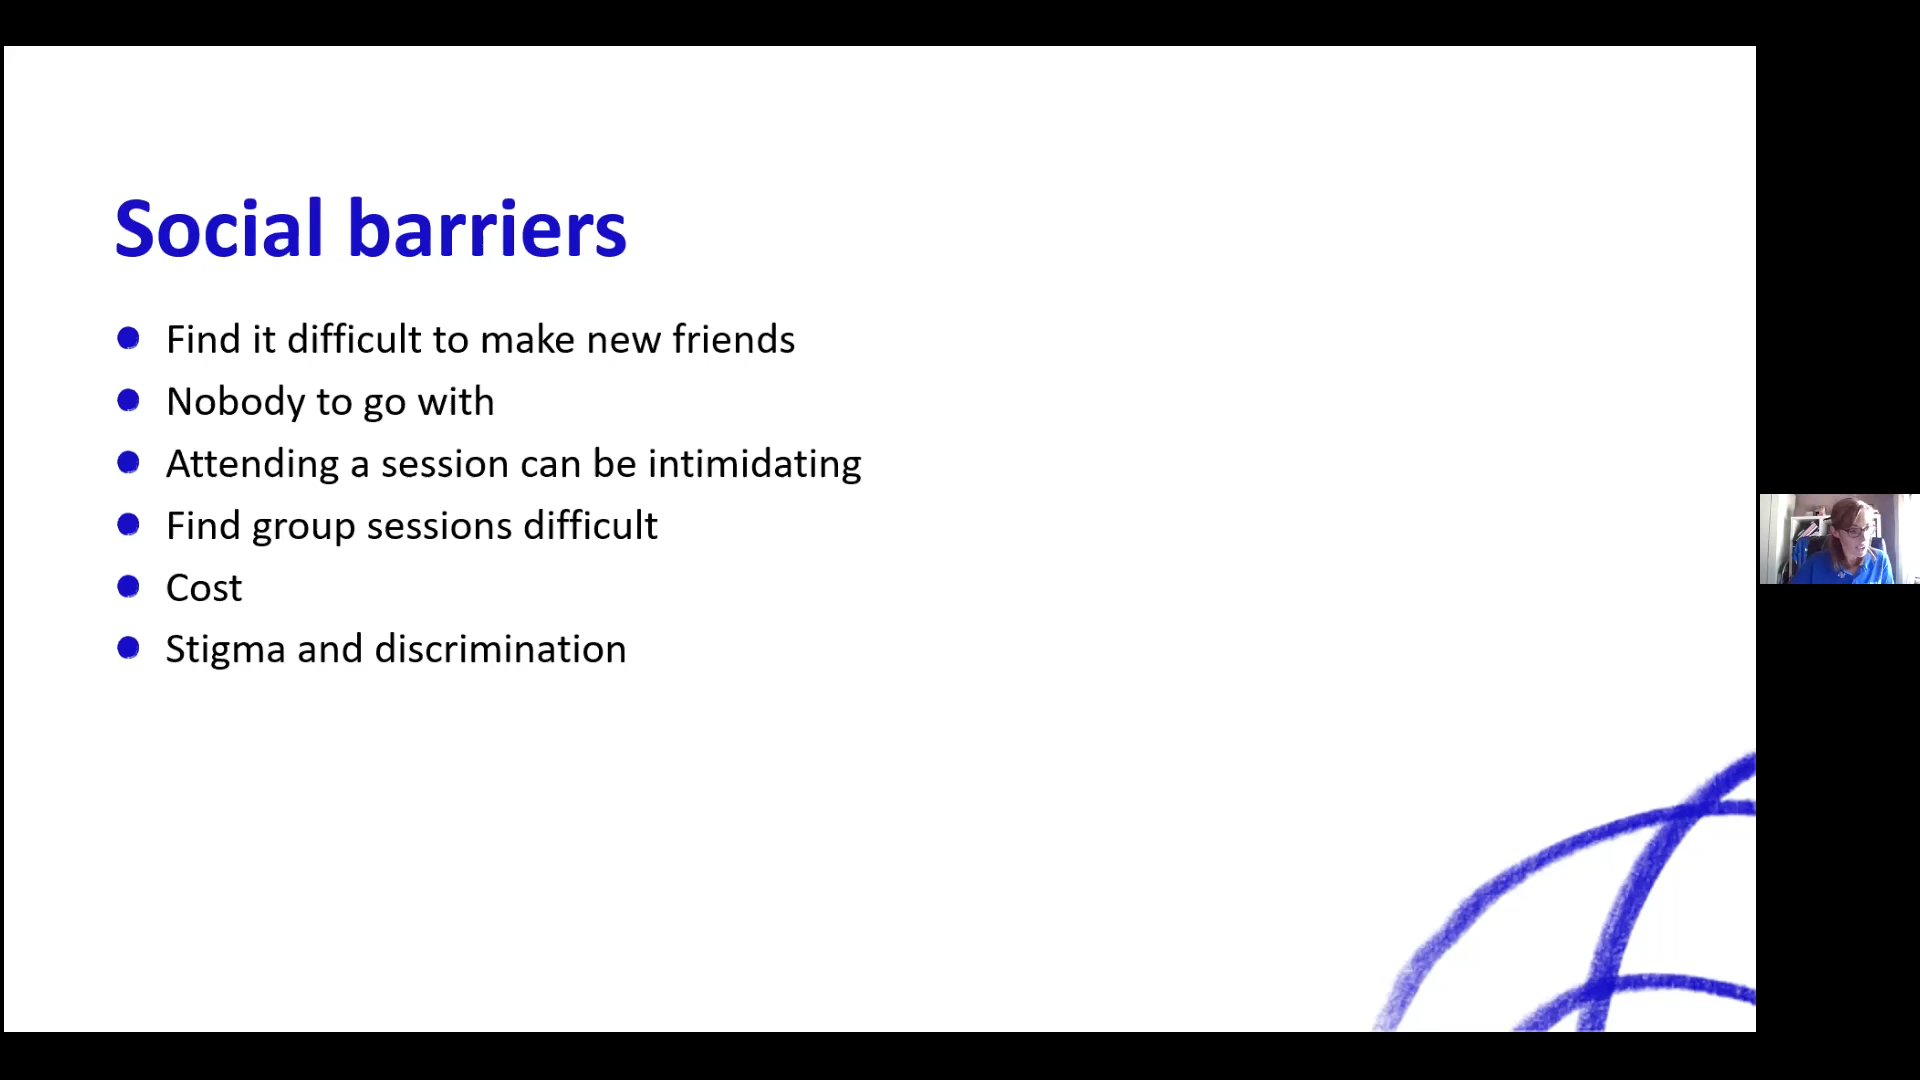 Social barriers
Find it difficult to make new friends
Nobody to go with
Attending a session can be intimidating
Find group sessions difficult
Cost
Stigma and discrimination